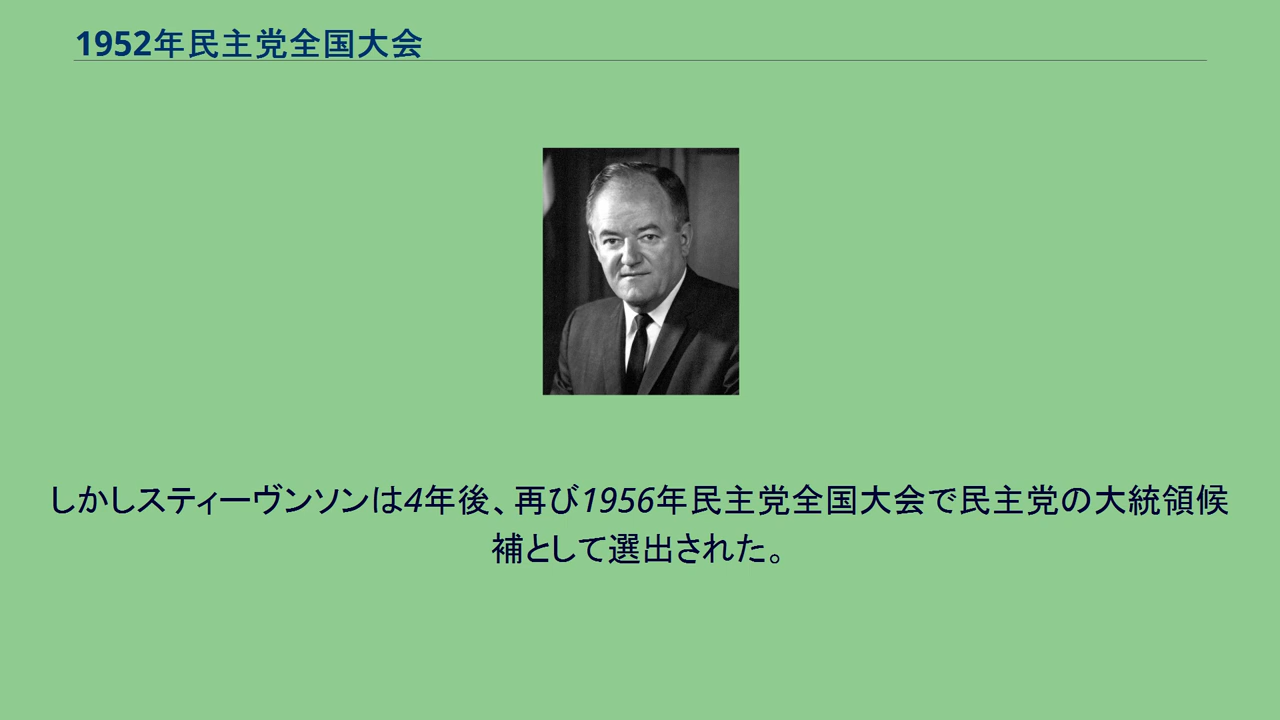 1952年民主党全国大会
しかしスティーヴンソンは4年後、再び1956年民主党全国大会で民主党の大統領候
補として選出された。